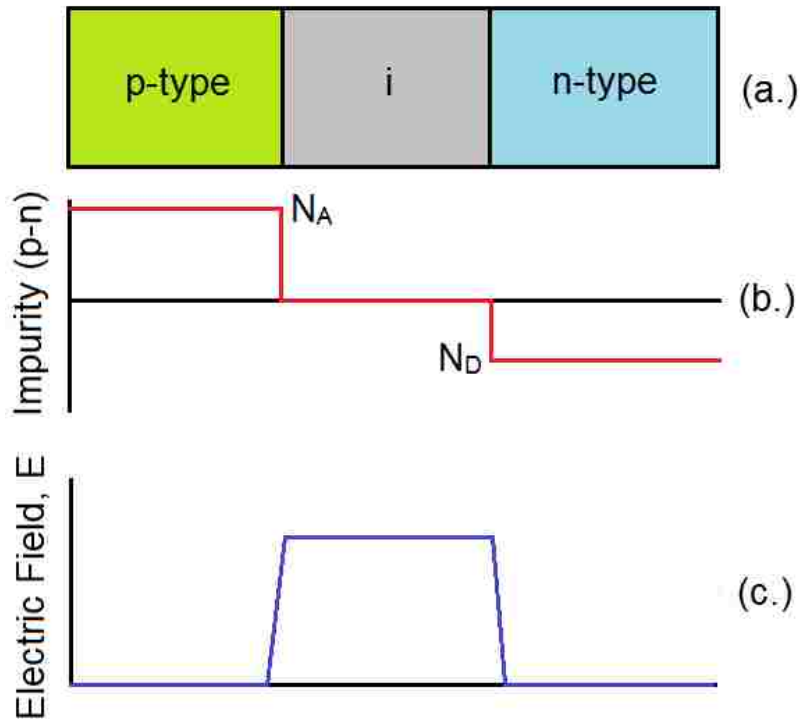 p-type
i
n-type
(a.)
Impurity (p-n)
NA
ND
(b.)
Electric Field, E
(c.)